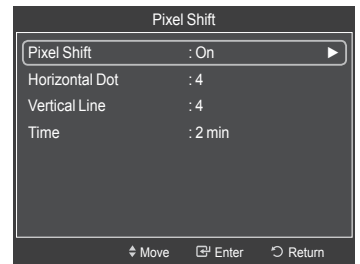 Pixel Shift
Pixel Shift : On ►
Horizontal Dot : 4
Vertical Line : 4
Time : 2 min
Move Enter Return